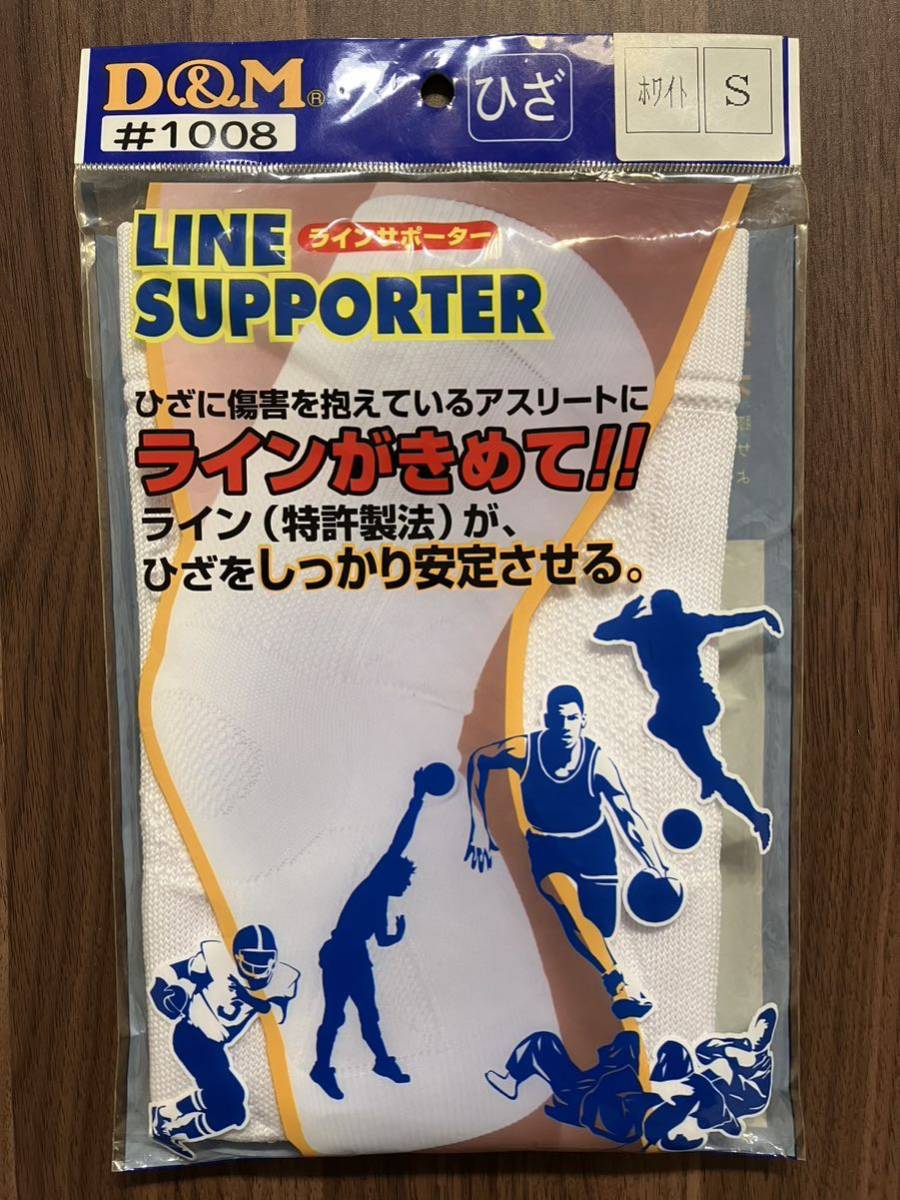 D&M®
#1008
ひざ
ホワイト
S
LINE
ラインサポーター
SUPPORTER
ひざに傷害を抱えているアスリートに
ラインがきめて!!
ライン(特許製法)が、
ひざをしっかり安定させる。